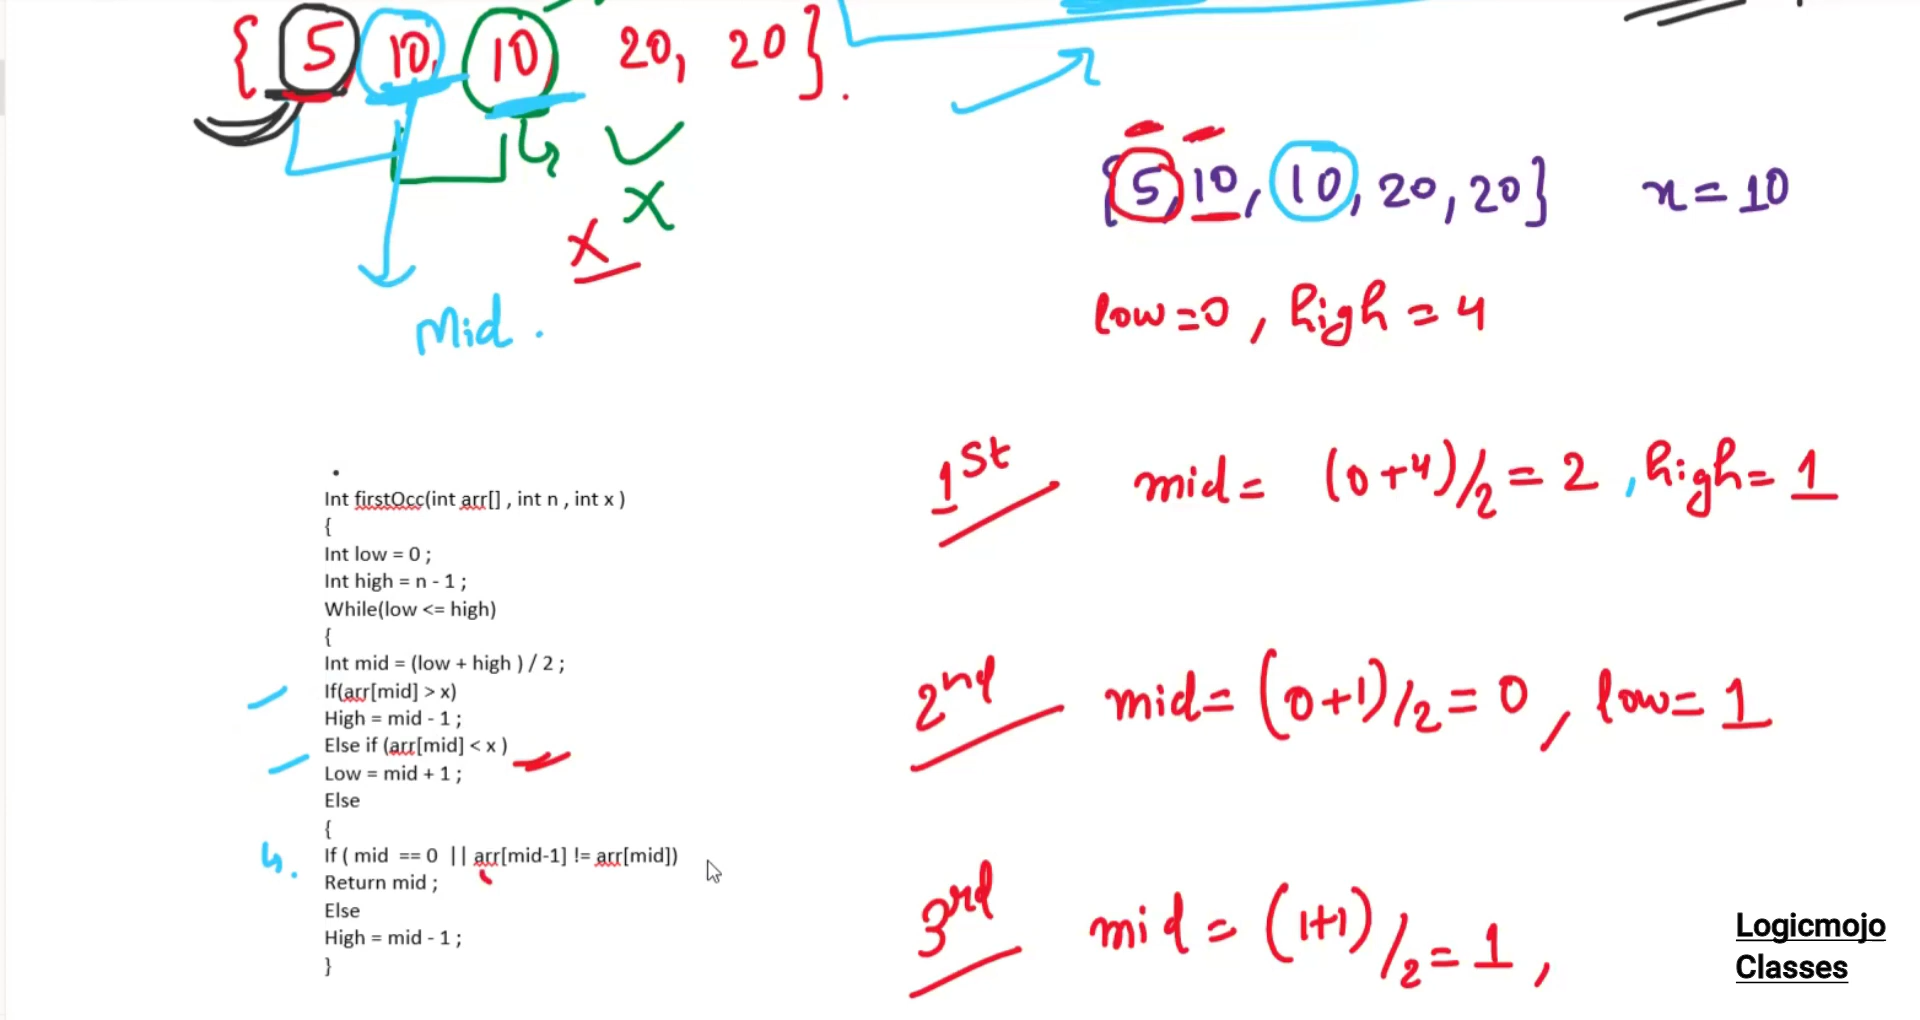 { 5 10, 10 20, 20 } .
{ 5, 10, 10, 20, 20 } x = 10
low = 0 , high = 4
Mid .
1st mid = (0+4)/2 = 2 , high = 1
2nd mid = (0+1)/2 = 0 , low = 1
3rd mid = (1+1)/2 = 1 ,
Int firstOcc(int arr[] , int n , int x )
{
Int low = 0 ;
Int high = n - 1 ;
While(low <= high)
{
Int mid = (low + high ) / 2 ;
If(arr[mid] > x)
High = mid - 1 ;
Else if (arr[mid] < x )
Low = mid + 1 ;
Else
{
If ( mid == 0 || arr[mid-1] != arr[mid])
Return mid ;
Else
High = mid - 1 ;
}
Logicmojo
Classes